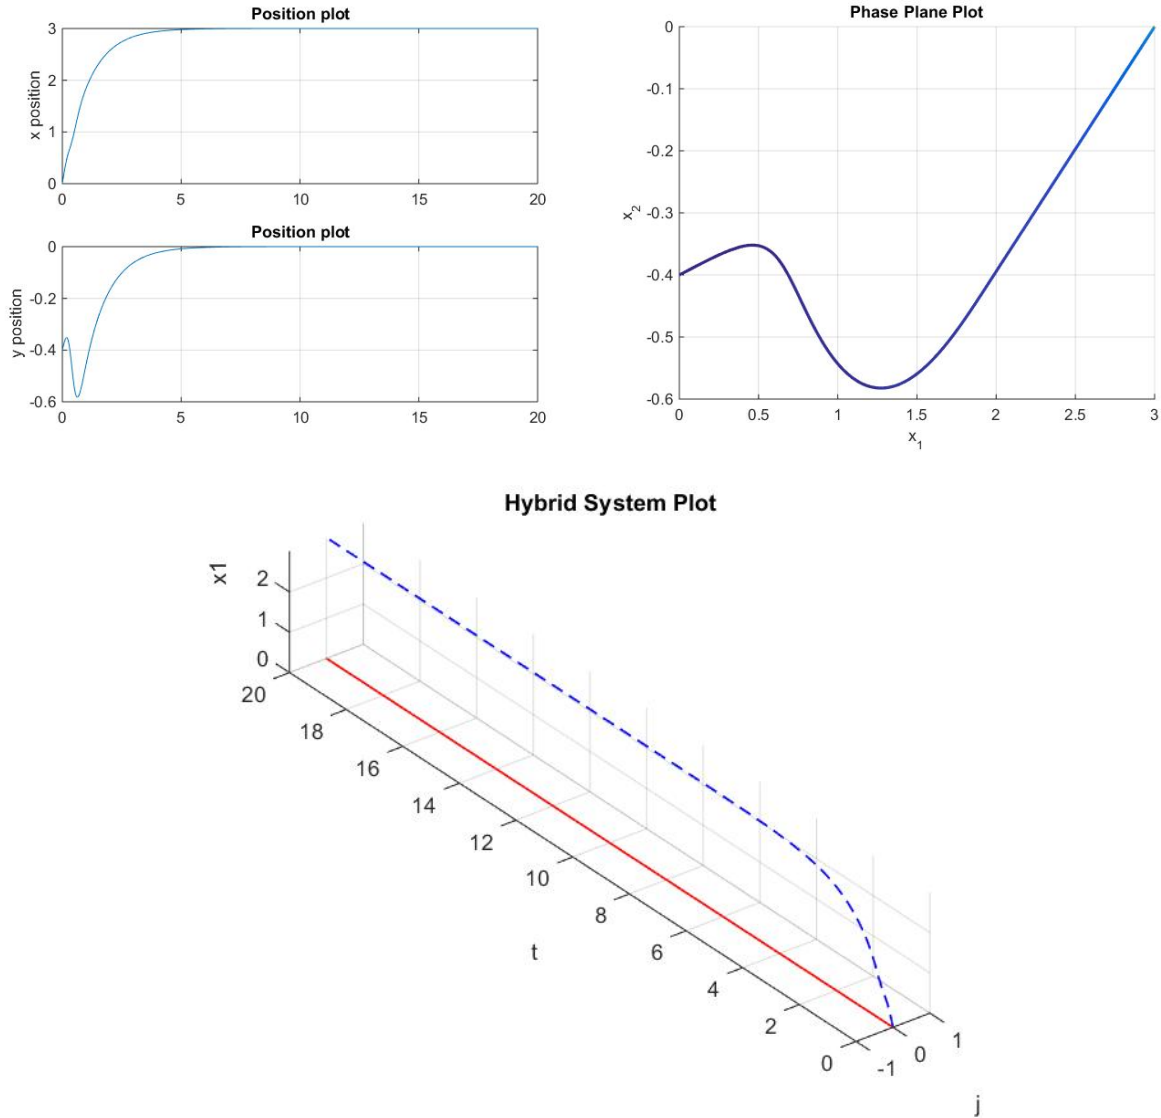 Position plot
x position
3
2
1
0
0 5 10 15 20
Position plot
y position
0
-0.2
-0.4
-0.6
0 5 10 15 20
Phase Plane Plot
x2
0
-0.1
-0.2
-0.3
-0.4
-0.5
-0.6
0 0.5 1 1.5 2 2.5 3
x1
Hybrid System Plot
x1
2
1
0
20
18
16
14
12
10
8
6
4
2
0
t
-1
0
1
j